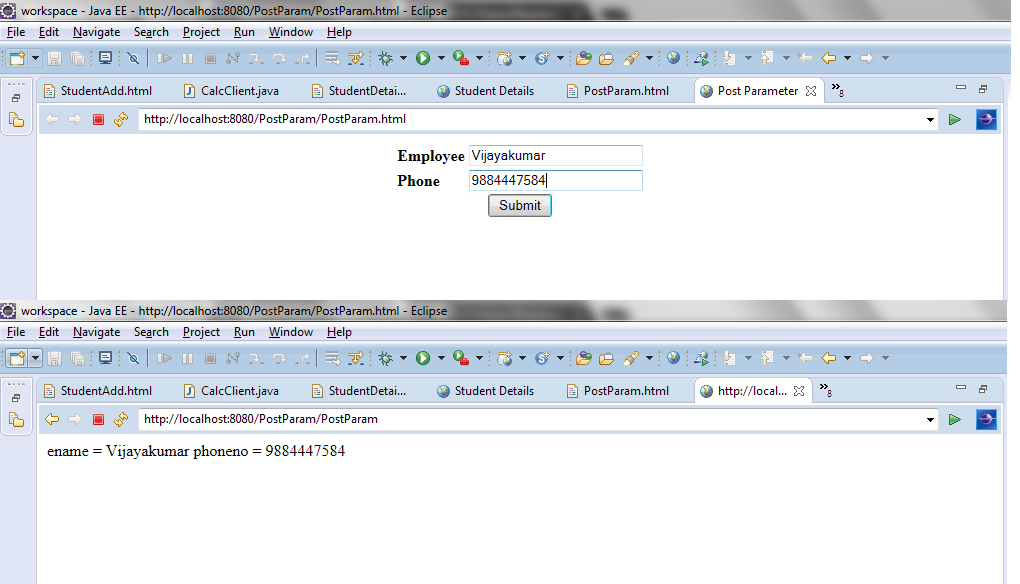 workspace - Java EE - http://localhost:8080/PostParam/PostParam.html - Eclipse
File Edit Navigate Search Project Run Window Help
StudentAdd.html CalcClient.java StudentDetai... Student Details PostParam.html Post Parameter »8
http://localhost:8080/PostParam/PostParam.html
Employee Vijayakumar
Phone 9884447584
Submit
workspace - Java EE - http://localhost:8080/PostParam/PostParam.html - Eclipse
File Edit Navigate Search Project Run Window Help
StudentAdd.html CalcClient.java StudentDetai... Student Details PostParam.html http://local... »8
http://localhost:8080/PostParam/PostParam
ename = Vijayakumar phoneno = 9884447584